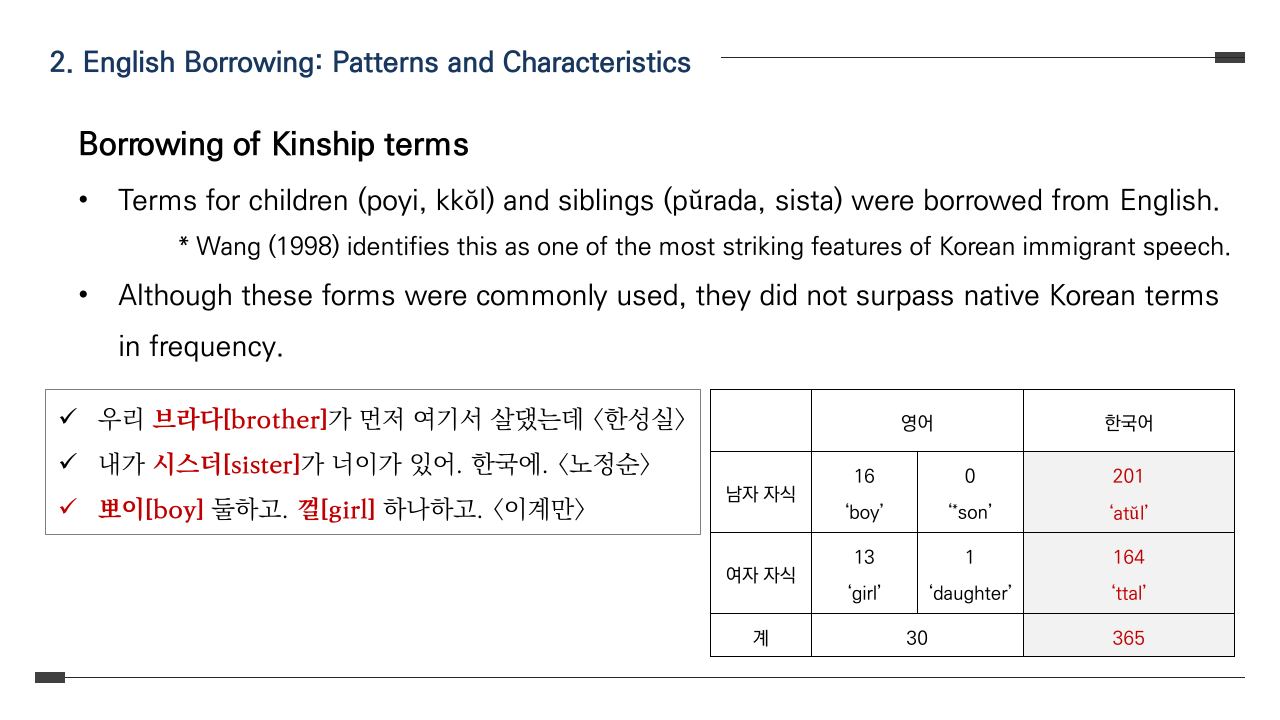 2. English Borrowing: Patterns and Characteristics
Borrowing of Kinship terms
• Terms for children (poyi, kkŏl) and siblings (pŭrada, sista) were borrowed from English.
* Wang (1998) identifies this as one of the most striking features of Korean immigrant speech.
• Although these forms were commonly used, they did not surpass native Korean terms
in frequency.
✓ 우리 브라다[brother]가 먼저 여기서 살댔는데 〈한성실〉
✓ 내가 시스더[sister]가 너이가 있어. 한국에. 〈노정순〉
✓ 뽀이[boy] 둘하고. 껄[girl] 하나하고. 〈이계만〉
영어 한국어
남자 자식 16 0 201
‘boy’ ‘*son’ ‘atŭl’
여자 자식 13 1 164
‘girl’ ‘daughter’ ‘ttal’
계 30 365